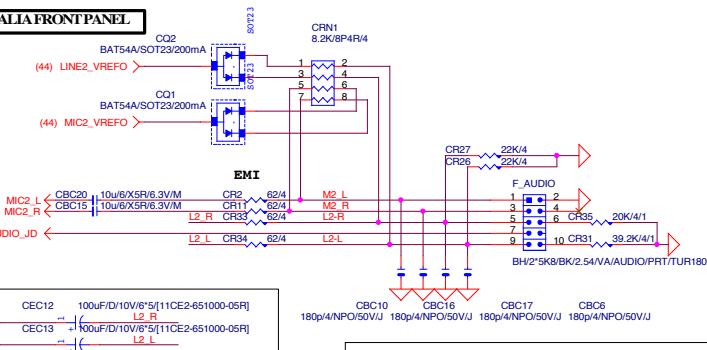 ALIA FRONT PANEL
SOT23
CQ2
BAT54A/SOT23/200mA
(44) LINE2_VREFO
SOT23
CQ1
BAT54A/SOT23/200mA
(44) MIC2_VREFO
CRN1
8.2K/8P4R/4
1 2
3 4
5 6
7 8
CR27 22K/4
CR26 22K/4
EMI
F_AUDIO
MIC2_L CBC20 10u/6/X5R/6.3V/M CR2 62/4 M2_L 1 2
MIC2_R CBC15 10u/6/X5R/6.3V/M CR11 62/4 M2_R 3 4
L2_R CR33 62/4 L2-R 5 6 CR35 20K/4/1
DIO_JD 7
L2_L CR34 62/4 L2-L 9 10 CR31 39.2K/4/1
BH/2*5K8/BK/2.54/VA/AUDIO/PRT/TUR180
CBC10 CBC16 CBC17 CBC6
180p/4/NPO/50V/J 180p/4/NPO/50V/J 180p/4/NPO/50V/J 180p/4/NPO/50V/J
CEC12 100uF/D/10V/6*5/[11CE2-651000-05R]
L2_R
CEC13 100uF/D/10V/6*5/[11CE2-651000-05R]
L2_L